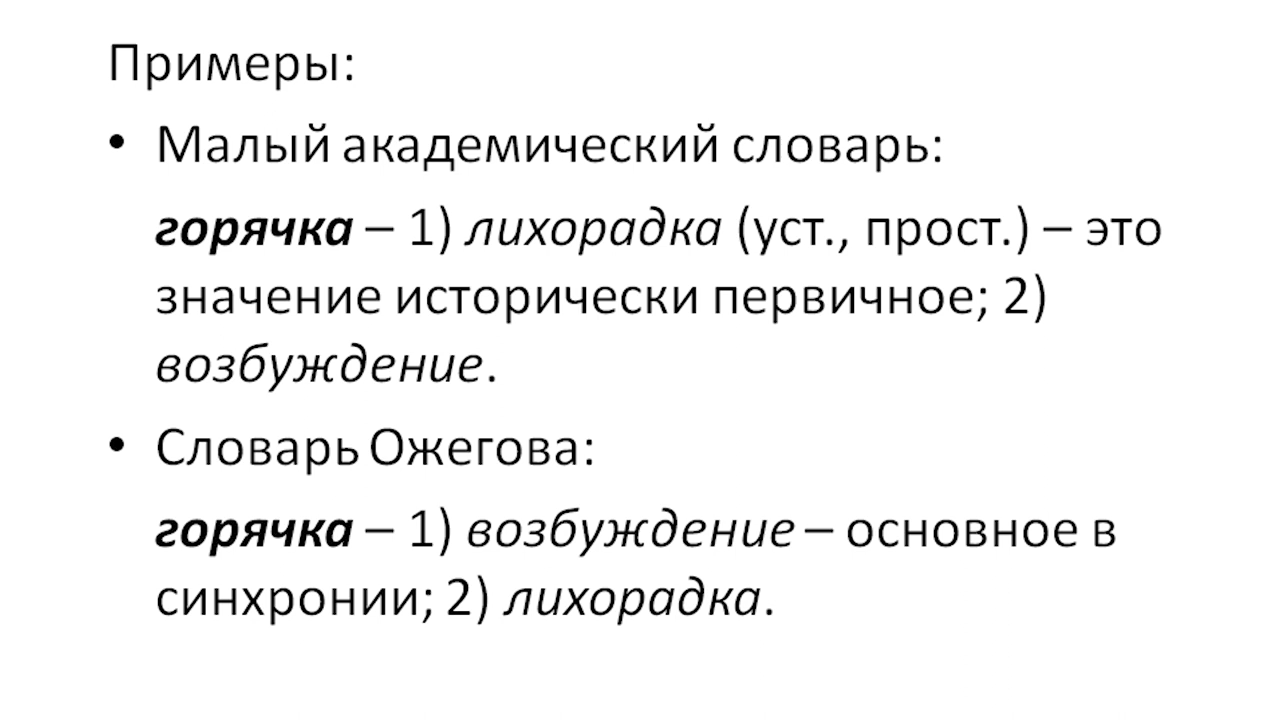 Примеры:
• Малый академический словарь:
горячка – 1) лихорадка (уст., прост.) – это
значение исторически первичное; 2)
возбуждение.
• Словарь Ожегова:
горячка – 1) возбуждение – основное в
синхронии; 2) лихорадка.